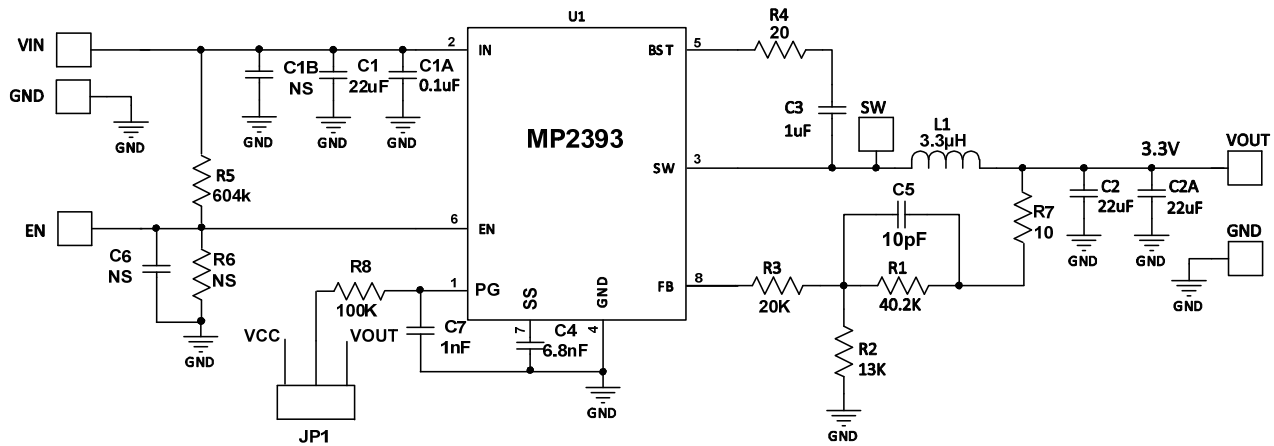 U1
VIN
GND
GND
C1B
NS
GND
C1
22uF
GND
C1A
0.1uF
GND
2
IN
MP2393
BST
5
R4
20
C3
1uF
SW
L1
3.3µH
SW
3
3.3V
VOUT
R5
604k
EN
6
EN
C6
NS
R6
NS
GND
C5
10pF
R7
10
C2
22uF
GND
C2A
22uF
GND
GND
GND
R8
100K
1
PG
SS
GND
FB
8
R3
20K
R1
40.2K
C7
1nF
7
C4
6.8nF
4
GND
R2
13K
GND
VCC
VOUT
JP1